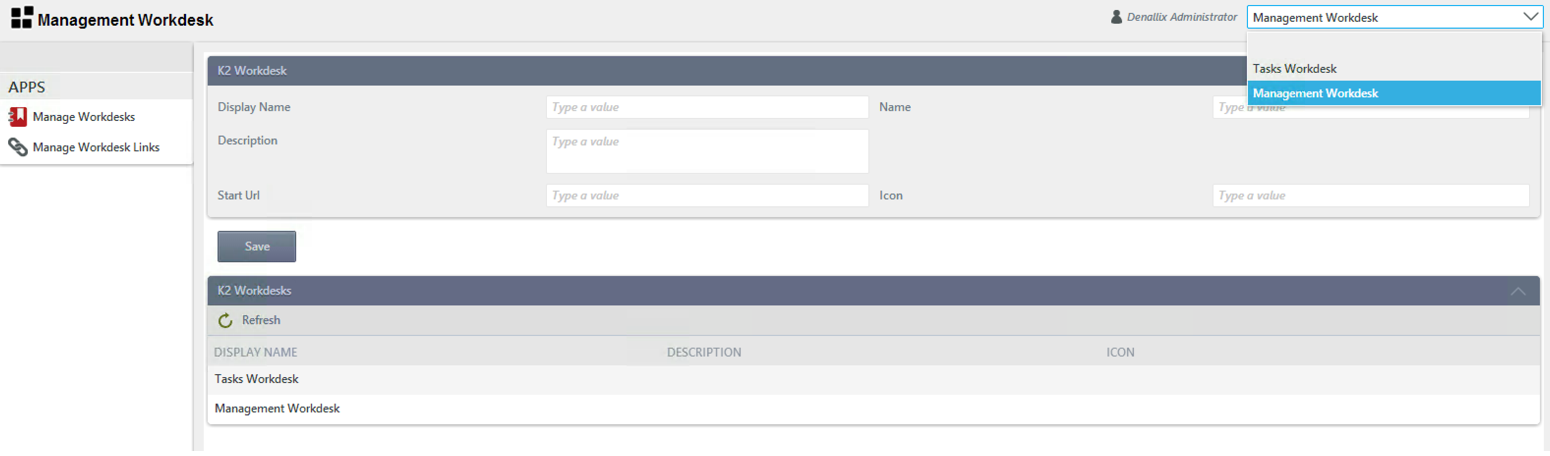 Management Workdesk
Denallix Administrator
Management Workdesk
Tasks Workdesk
Management Workdesk
APPS
Manage Workdesks
Manage Workdesk Links
K2 Workdesk
Display Name Type a value Name Type a value
Description Type a value
Start Url Type a value Icon Type a value
Save
K2 Workdesks
Refresh
DISPLAY NAME DESCRIPTION ICON
Tasks Workdesk
Management Workdesk